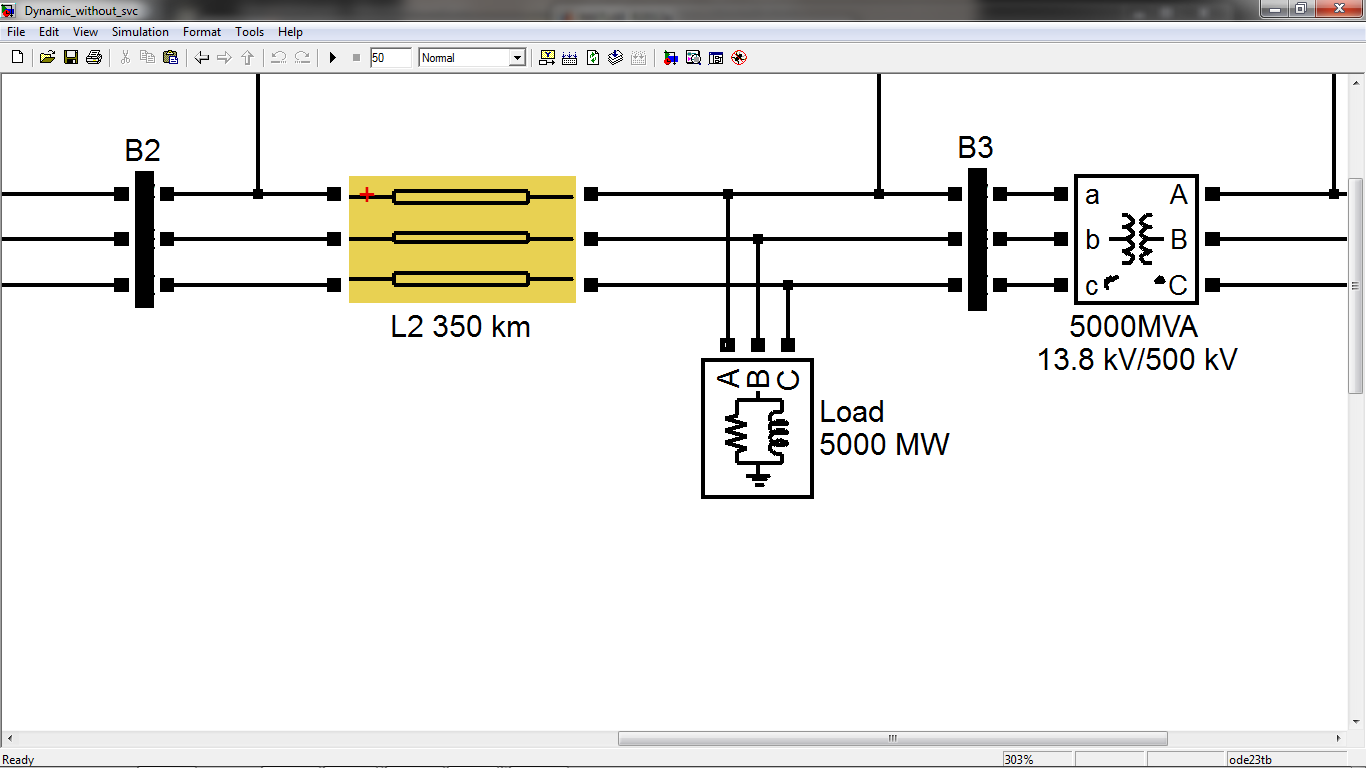 Dynamic_without_svc
File Edit View Simulation Format Tools Help
50 Normal
B2
B3
a A
b B
c C
L2 350 km
5000MVA
13.8 kV/500 kV
A B C
Load
5000 MW
Ready 303% ode23tb